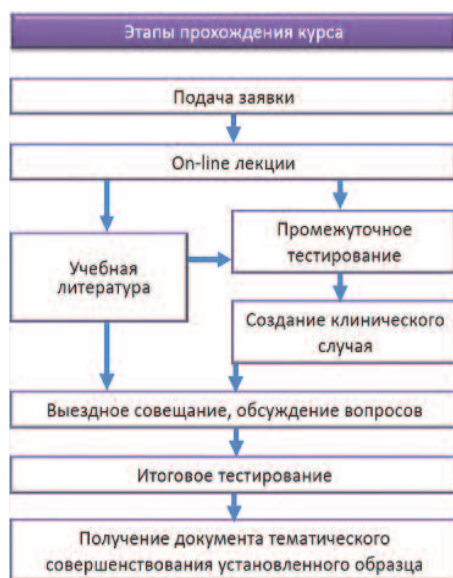 Этапы прохождения курса
Подача заявки
On-line лекции
Учебная
литература
Промежуточное
тестирование
Создание клинического
случая
Выездное совещание, обсуждение вопросов
Итоговое тестирование
Получение документа тематического
совершенствования установленного образца